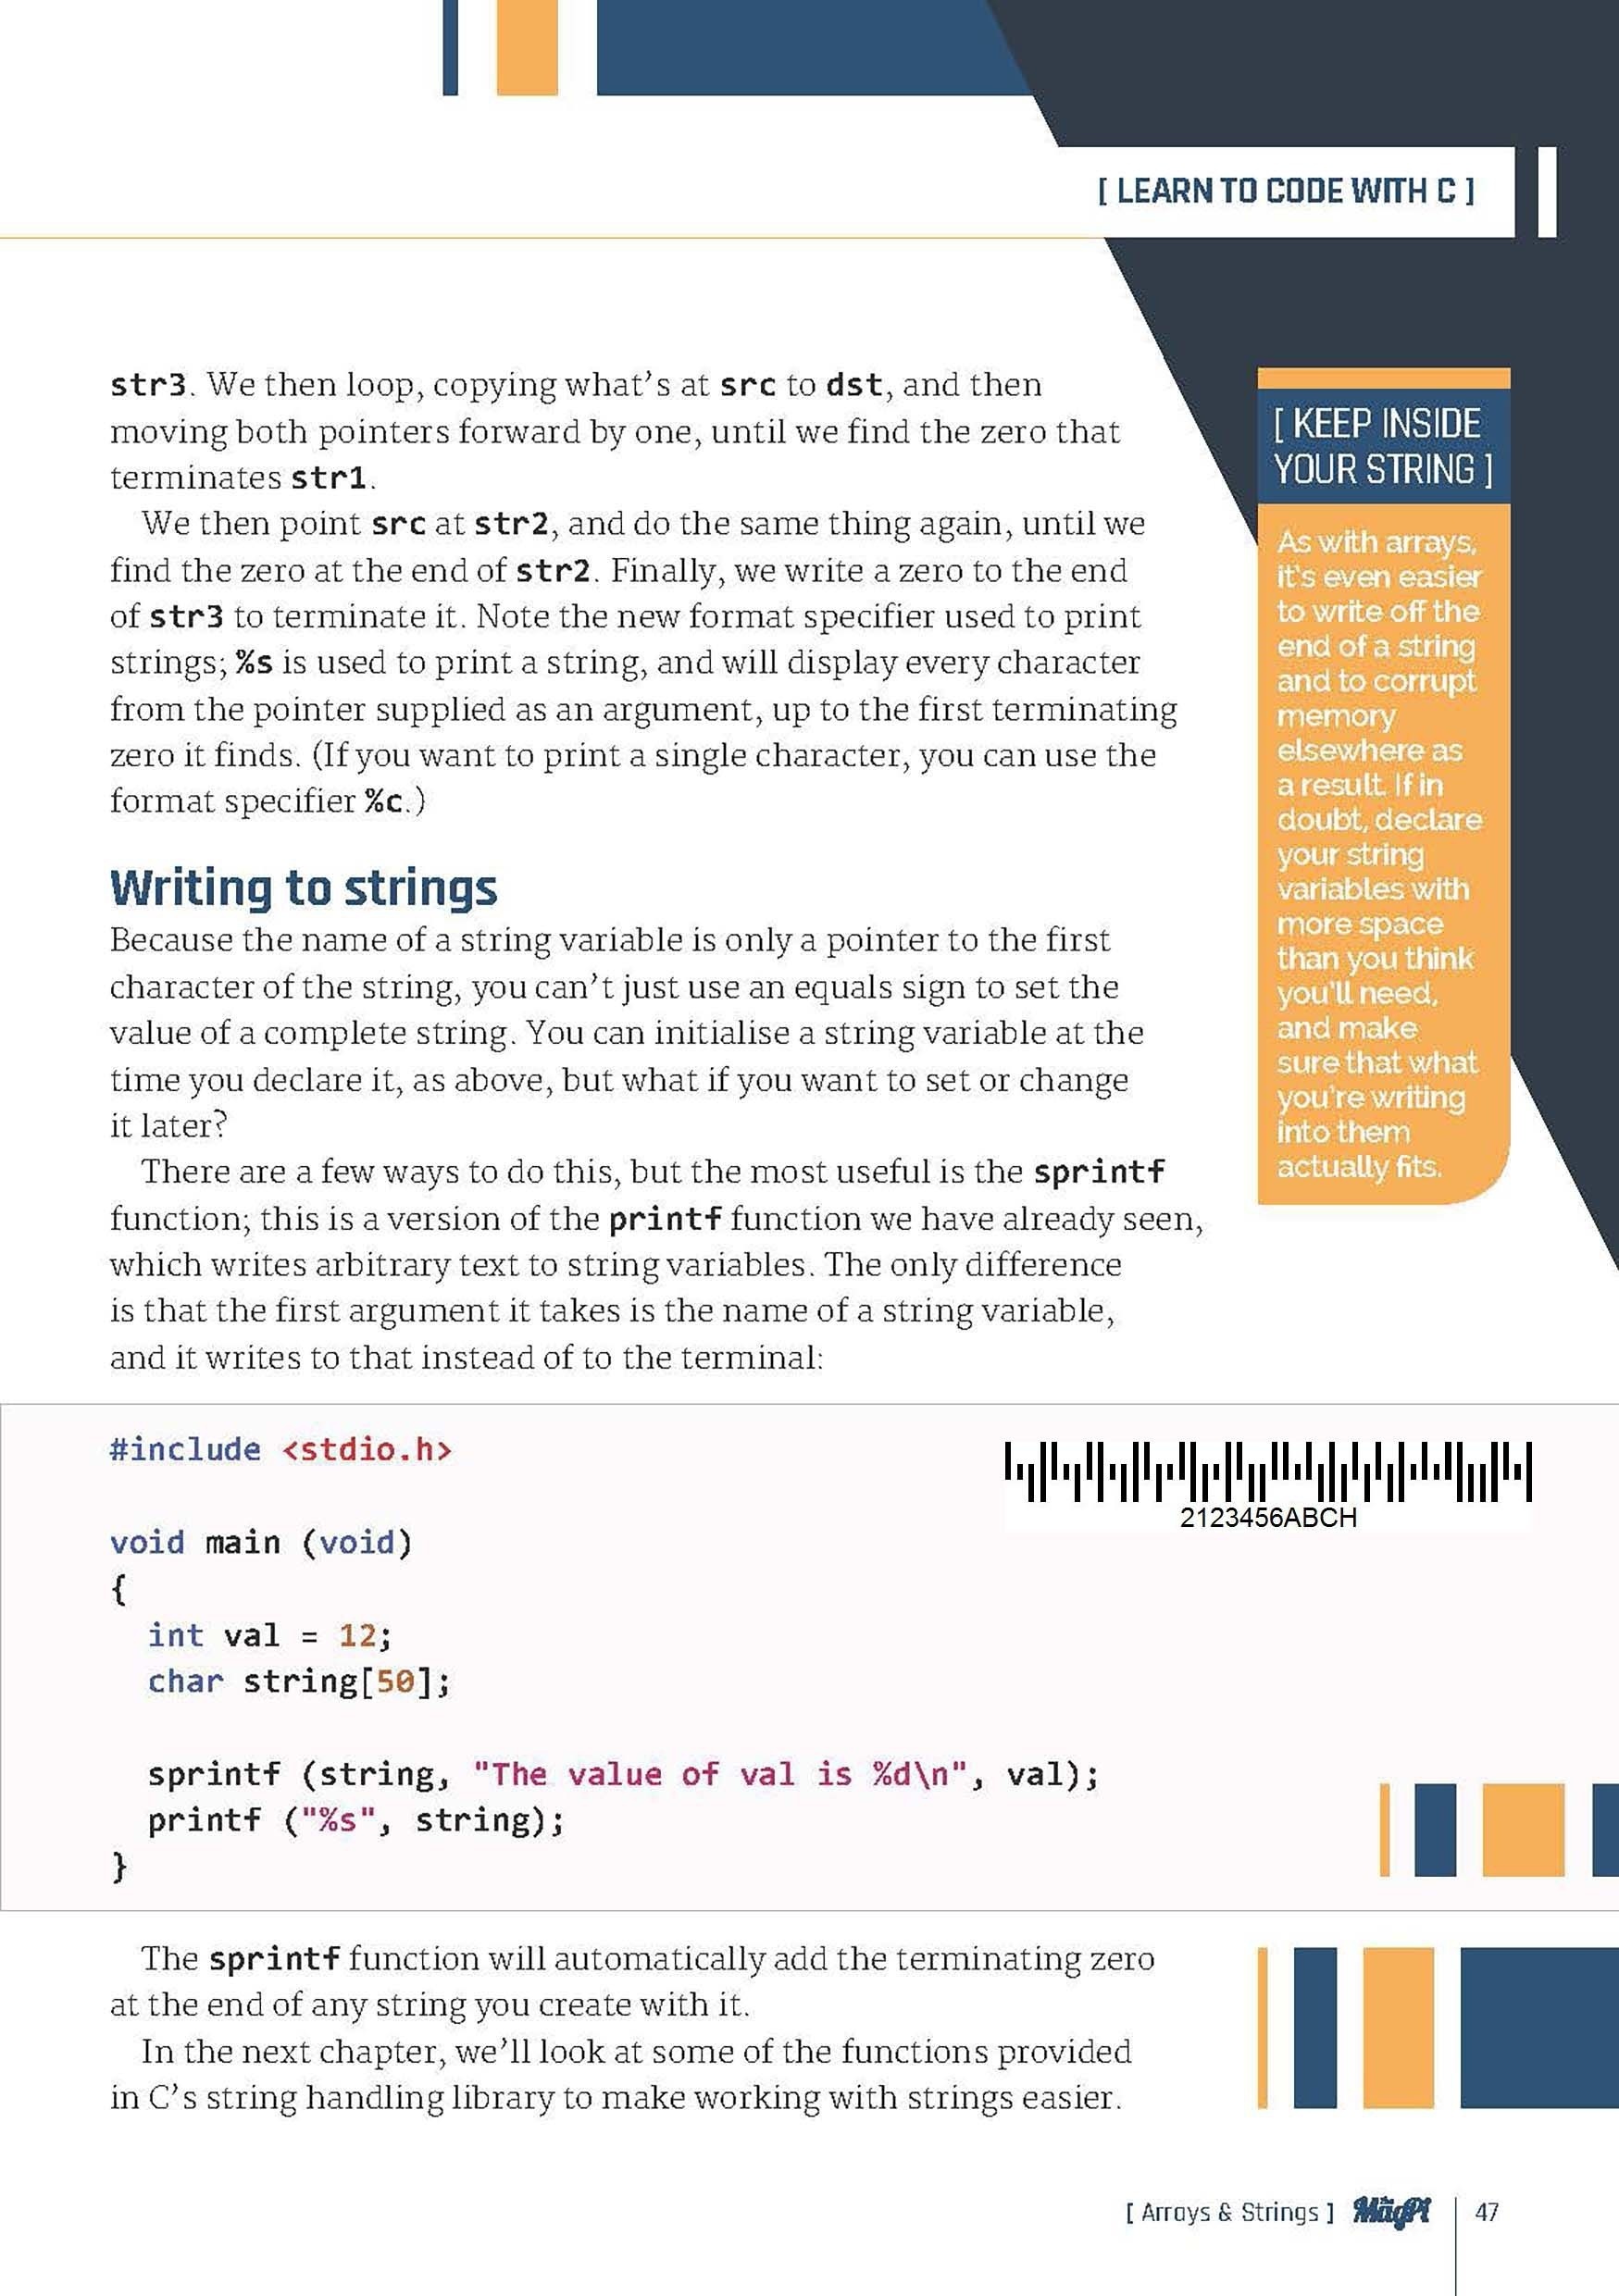 [ LEARN TO CODE WITH C ]
str3. We then loop, copying what’s at src to dst, and then
moving both pointers forward by one, until we find the zero that
terminates str1.
We then point src at str2, and do the same thing again, until we
find the zero at the end of str2. Finally, we write a zero to the end
of str3 to terminate it. Note the new format specifier used to print
strings; %s is used to print a string, and will display every character
from the pointer supplied as an argument, up to the first terminating
zero it finds. (If you want to print a single character, you can use the
format specifier %c.)
Writing to strings
Because the name of a string variable is only a pointer to the first
character of the string, you can’t just use an equals sign to set the
value of a complete string. You can initialise a string variable at the
time you declare it, as above, but what if you want to set or change
it later?
There are a few ways to do this, but the most useful is the sprintf
function; this is a version of the printf function we have already seen,
which writes arbitrary text to string variables. The only difference
is that the first argument it takes is the name of a string variable,
and it writes to that instead of to the terminal:
[ KEEP INSIDE
YOUR STRING ]
As with arrays,
it’s even easier
to write off the
end of a string
and to corrupt
memory
elsewhere as
a result. If in
doubt, declare
your string
variables with
more space
than you think
you’ll need,
and make
sure that what
you’re writing
into them
actually fits.
#include <stdio.h>
2123456ABCH
void main (void)
{
int val = 12;
char string[50];
sprintf (string, "The value of val is %d\n", val);
printf ("%s", string);
}
The sprintf function will automatically add the terminating zero
at the end of any string you create with it.
In the next chapter, we’ll look at some of the functions provided
in C’s string handling library to make working with strings easier.
[ Arrays & Strings ] The MagPi 47